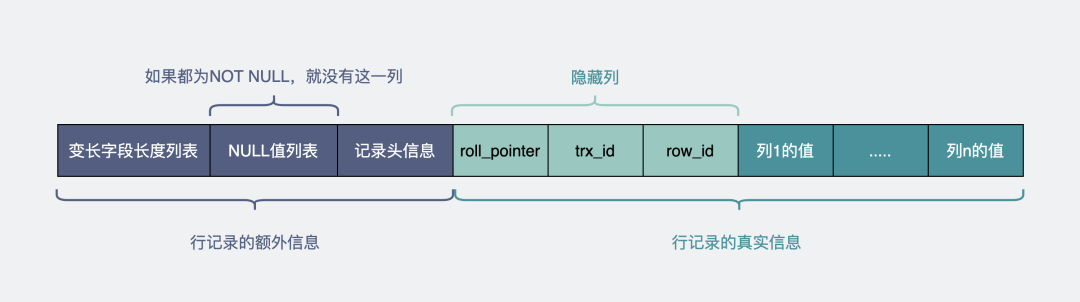 如果都为NOT NULL，就没有这一列
隐藏列
变长字段长度列表
NULL值列表
记录头信息
roll_pointer
trx_id
row_id
列1的值
.....
列n的值
行记录的额外信息
行记录的真实信息